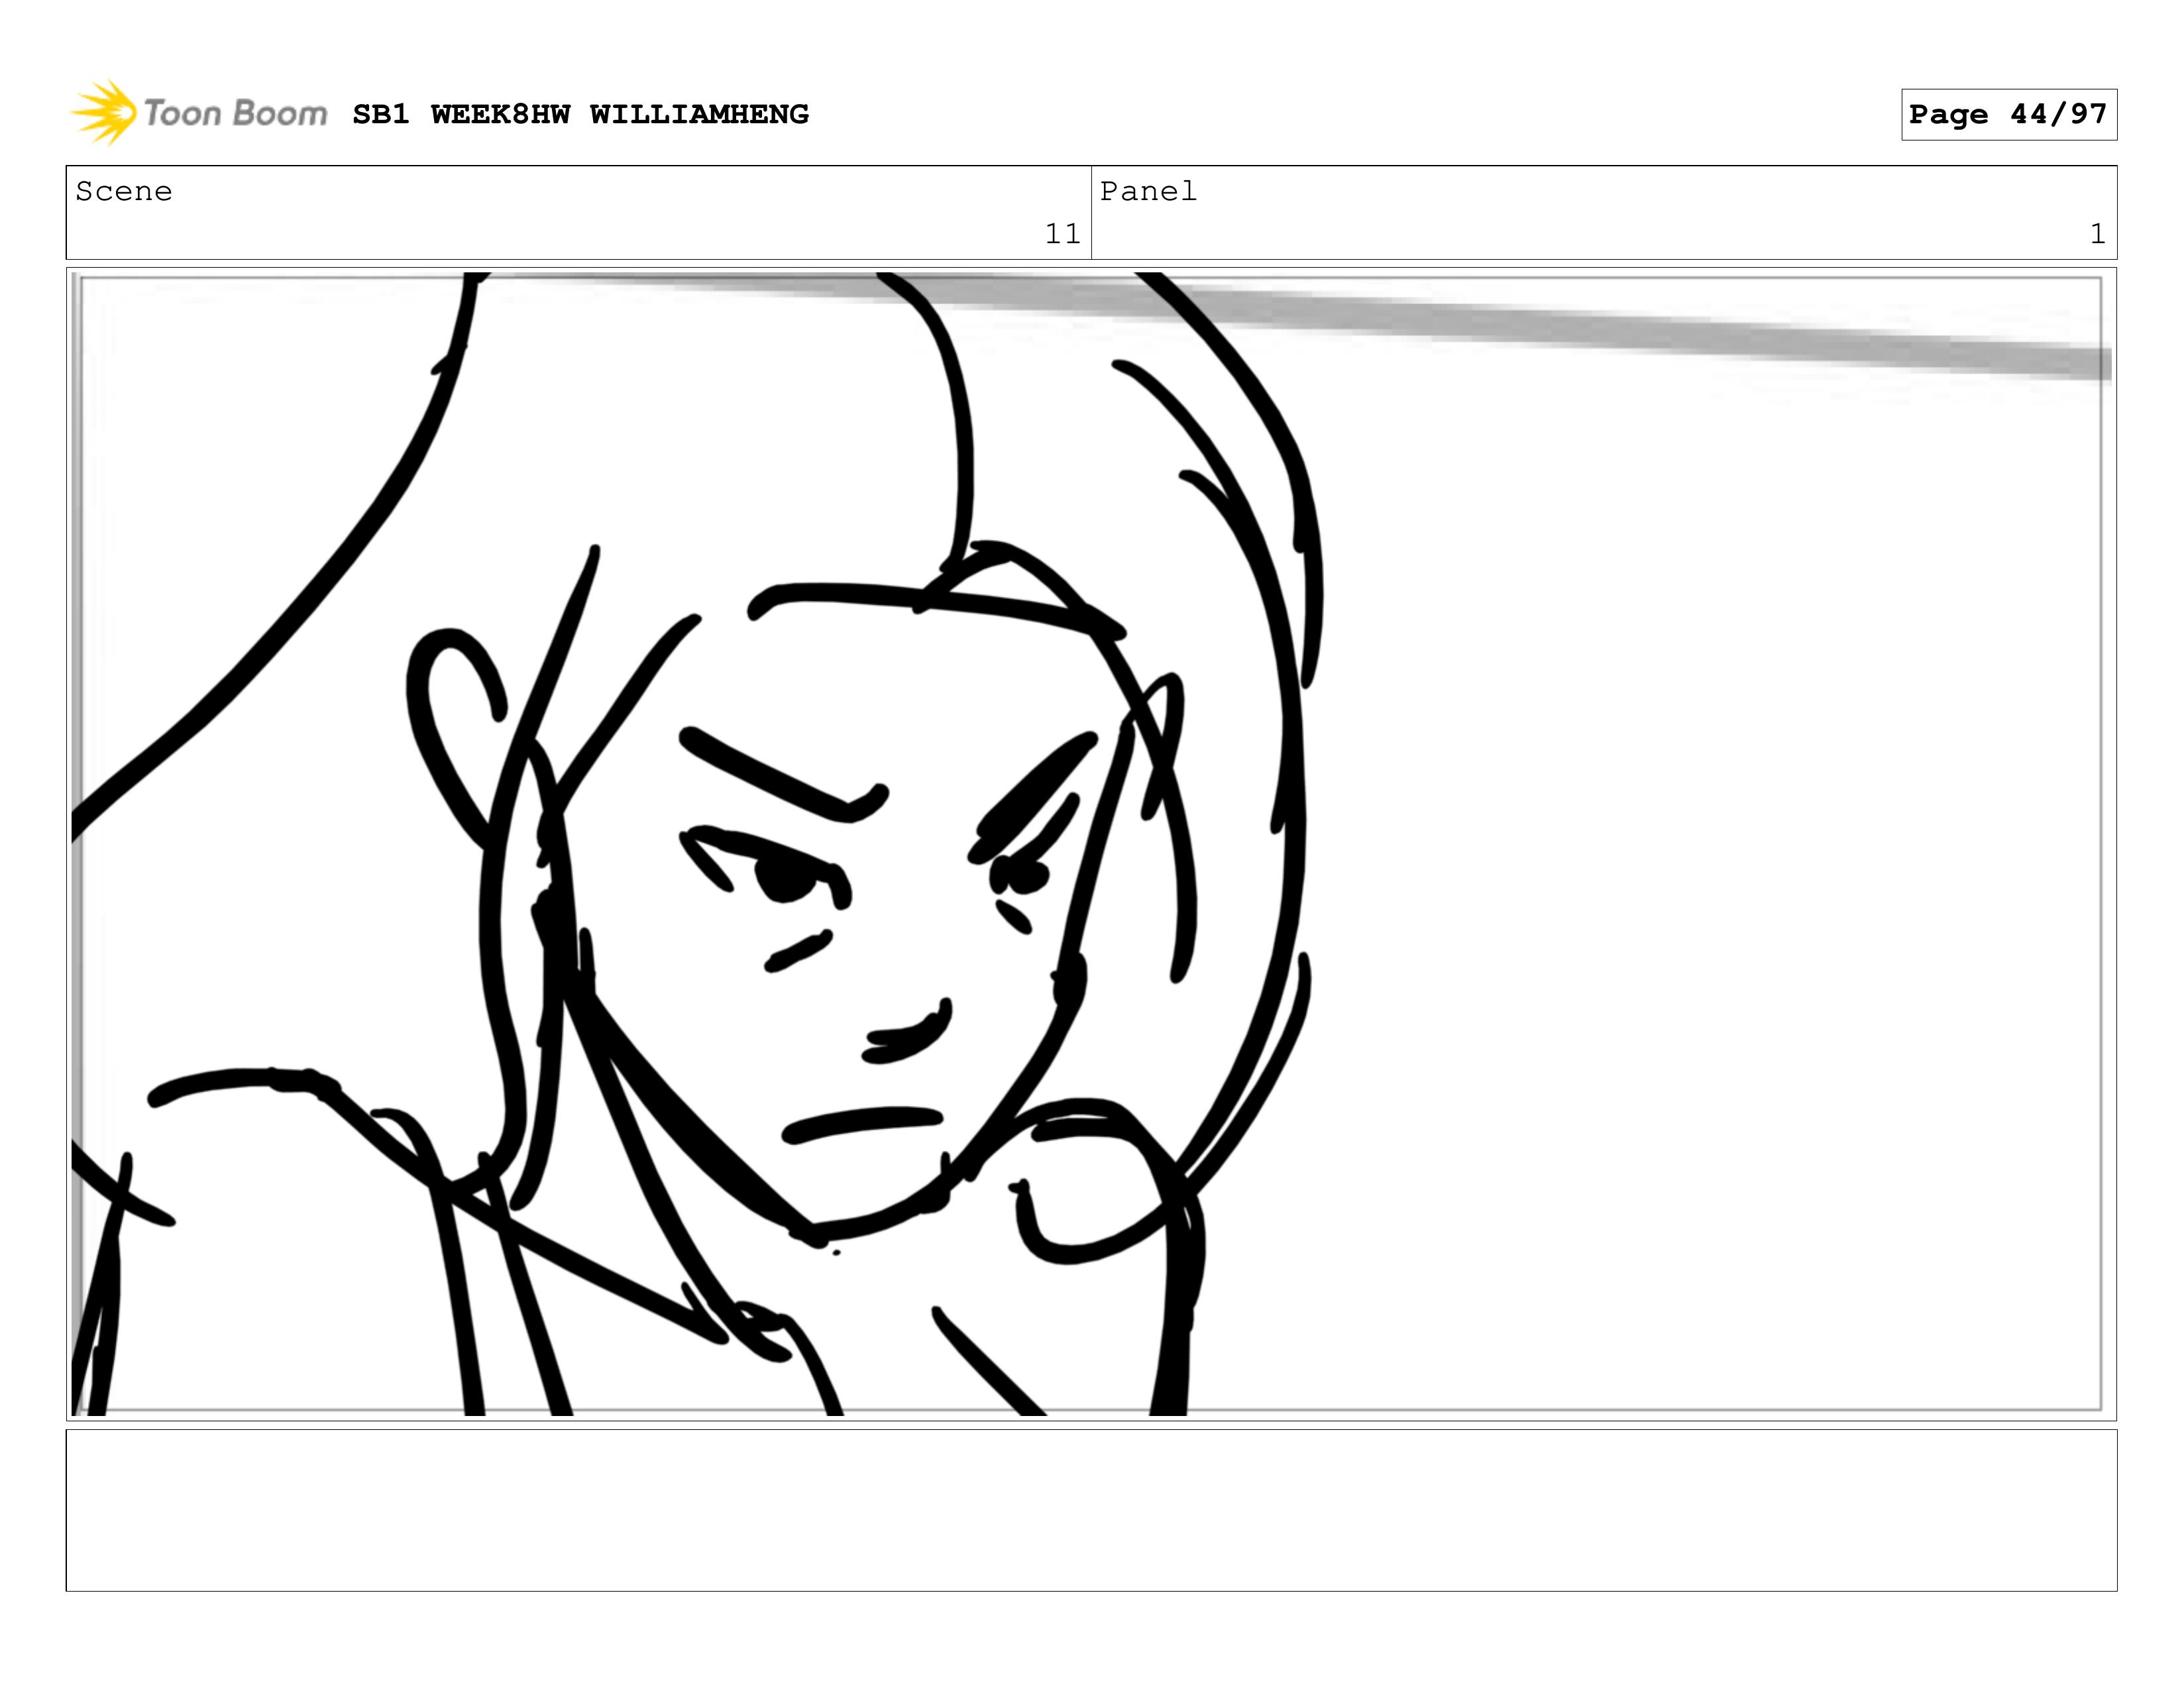 Toon Boom SB1 WEEK8HW WILLIAMHENG
Page 44/97
Scene
11
Panel
1